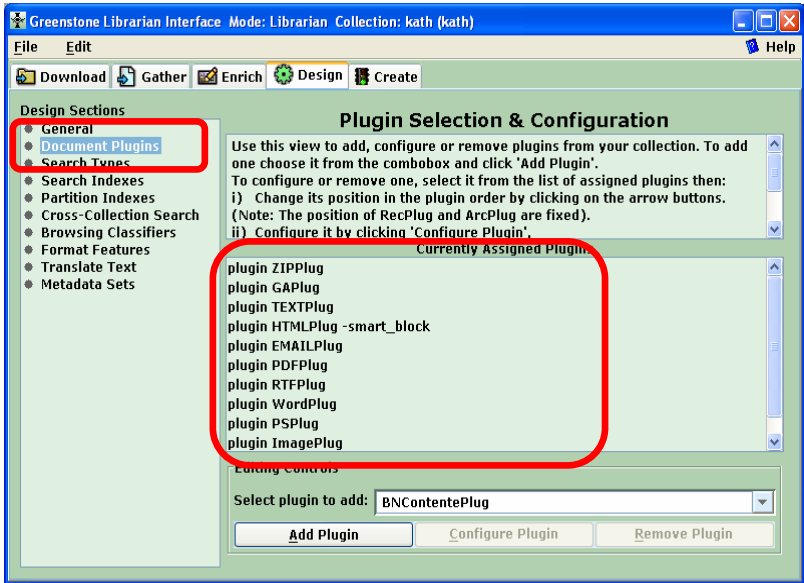 Greenstone Librarian Interface  Mode: Librarian  Collection: kath (kath)
File Edit Help
Download Gather Enrich Design Create
Design Sections
General
Document Plugins
Search Types
Search Indexes
Partition Indexes
Cross-Collection Search
Browsing Classifiers
Format Features
Translate Text
Metadata Sets
Plugin Selection & Configuration
Use this view to add, configure or remove plugins from your collection. To add
one choose it from the combobox and click 'Add Plugin'.
To configure or remove one, select it from the list of assigned plugins then:
i)  Change its position in the plugin order by clicking on the arrow buttons.
(Note: The position of RecPlug and ArcPlug are fixed).
ii)  Configure it by clicking 'Configure Plugin'.
Currently Assigned Plugins
plugin ZIPPlug
plugin GAPlug
plugin TEXTPlug
plugin HTMLPlug -smart_block
plugin EMAILPlug
plugin PDFPlug
plugin RTFPlug
plugin WordPlug
plugin PSPlug
plugin ImagePlug
Editing Controls
Select plugin to add: BNContentePlug
Add Plugin Configure Plugin Remove Plugin